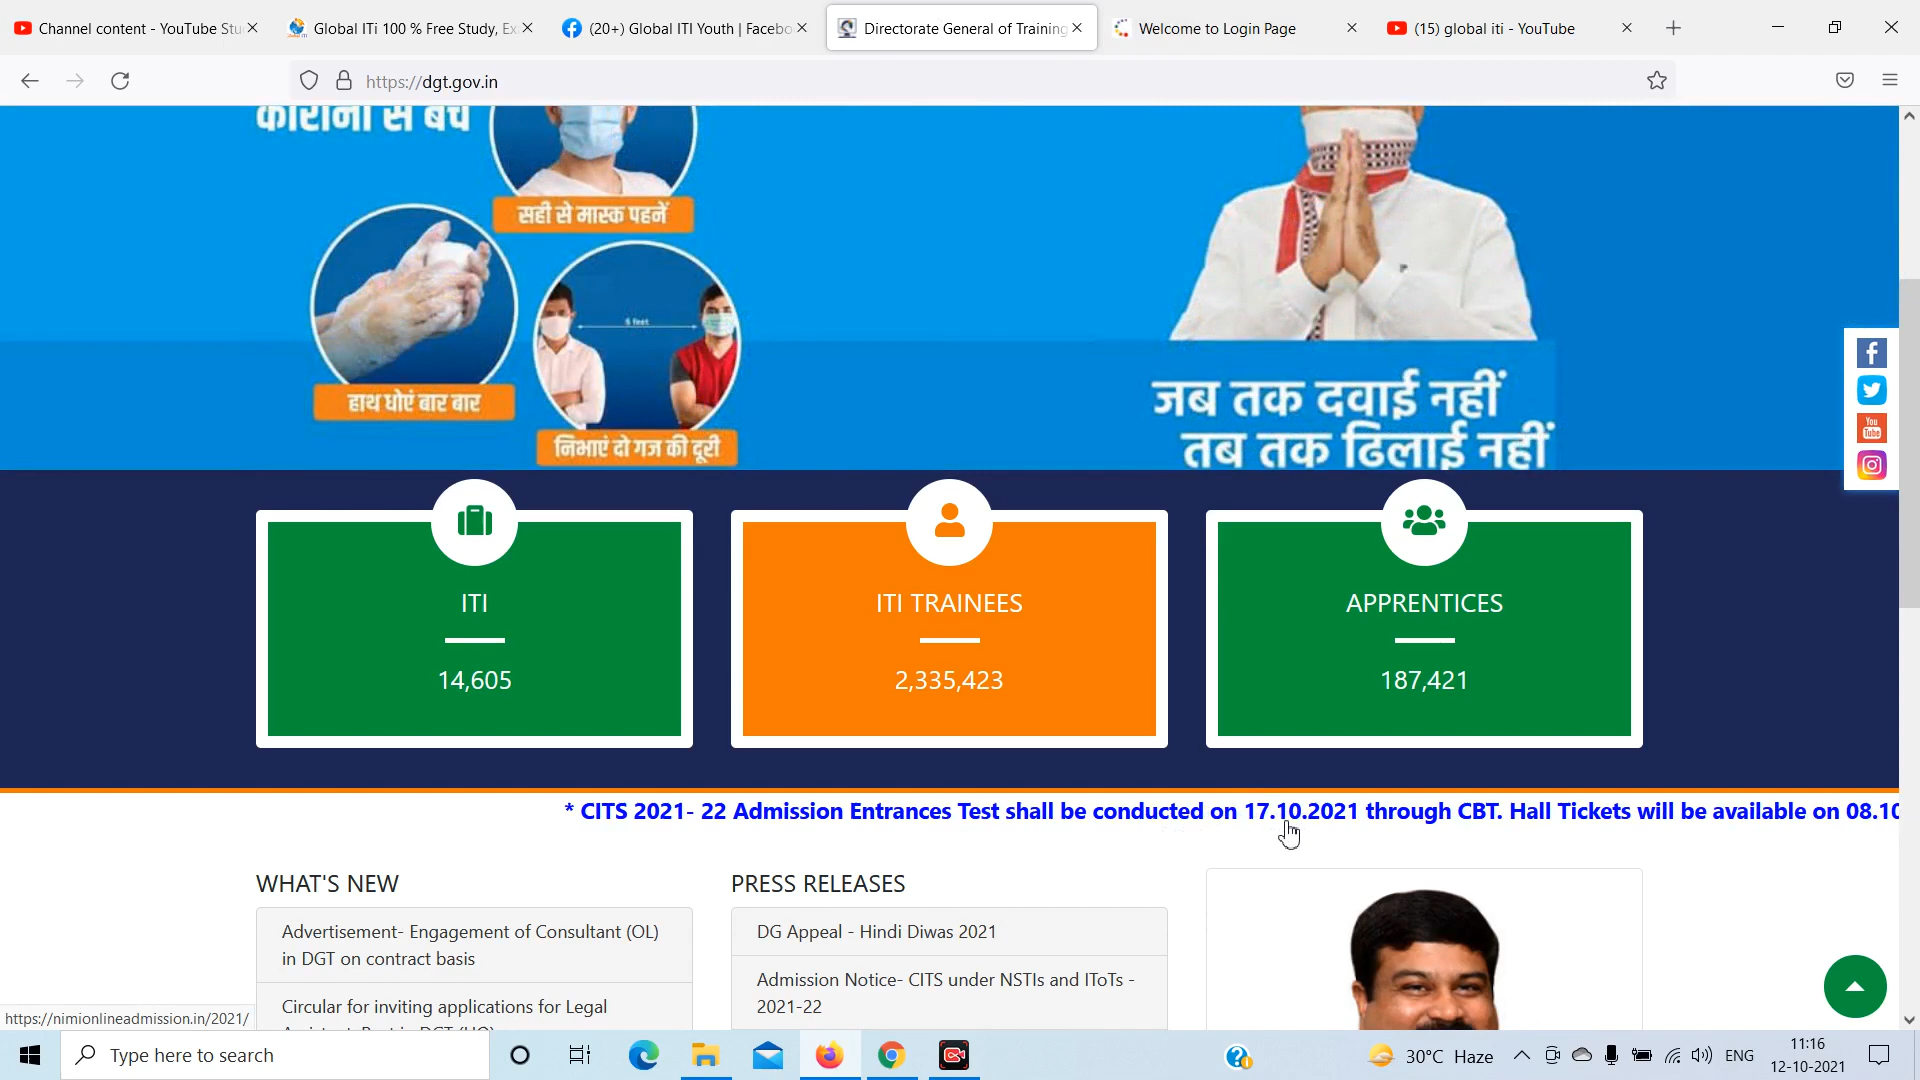 Channel content - YouTube Stu
Global ITi 100 % Free Study, Ex
(20+) Global ITI Youth | Facebo
Directorate General of Training
Welcome to Login Page
(15) global iti - YouTube
https://dgt.gov.in
कोरोना से बचें
सही से मास्क पहनें
6 feet
हाथ धोएं बार बार
निभाएं दो गज की दूरी
जब तक दवाई नहीं
तब तक ढिलाई नहीं
You
Tube
ITI
14,605
ITI TRAINEES
2,335,423
APPRENTICES
187,421
* CITS 2021- 22 Admission Entrances Test shall be conducted on 17.10.2021 through CBT. Hall Tickets will be available on 08.10
WHAT'S NEW
Advertisement- Engagement of Consultant (OL)
in DGT on contract basis
Circular for inviting applications for Legal
PRESS RELEASES
DG Appeal - Hindi Diwas 2021
Admission Notice- CITS under NSTIs and IToTs -
2021-22
https://nimionlineadmission.in/2021/
Type here to search
30°C Haze
ENG
11:16
12-10-2021